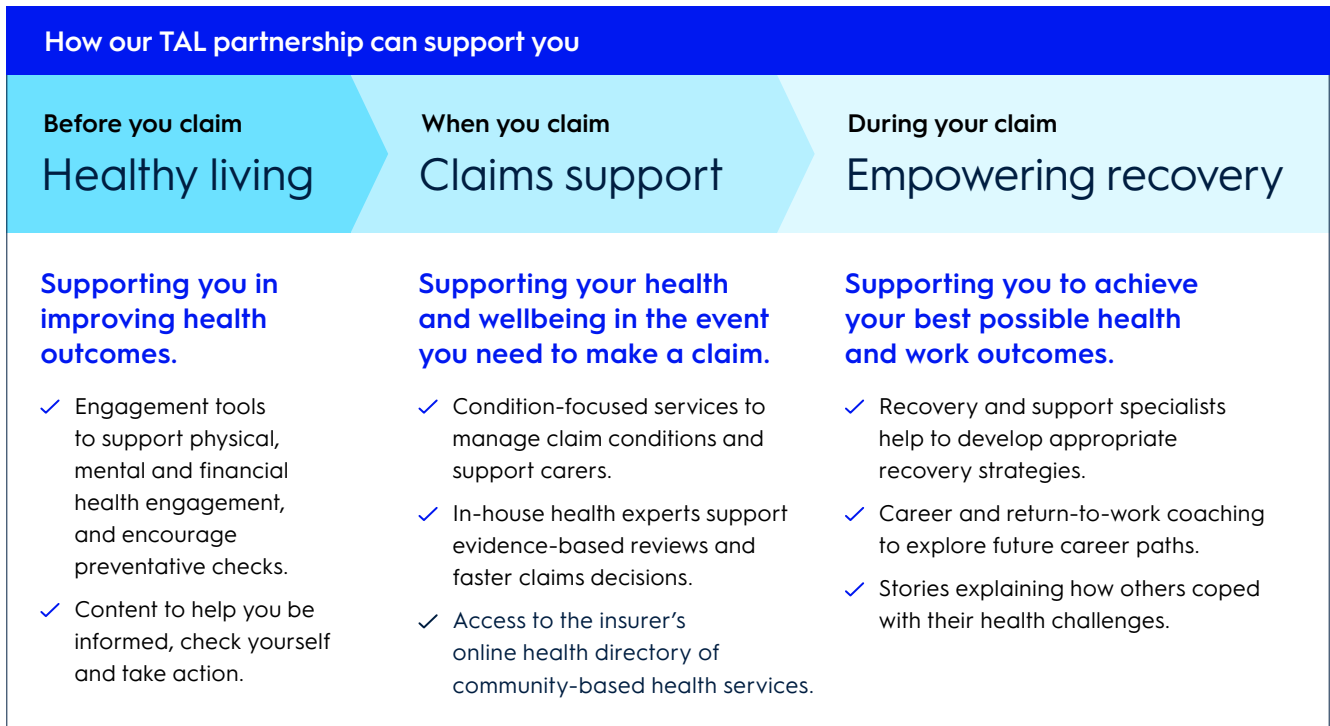 How our TAL partnership can support you
Before you claim
Healthy living
When you claim
Claims support
During your claim
Empowering recovery
Supporting you in
improving health
outcomes.
Engagement tools
to support physical,
mental and financial
health engagement,
and encourage
preventative checks.
Content to help you be
informed, check yourself
and take action.
Supporting your health
and wellbeing in the event
you need to make a claim.
Condition-focused services to
manage claim conditions and
support carers.
In-house health experts support
evidence-based reviews and
faster claims decisions.
Access to the insurer’s
online health directory of
community-based health services.
Supporting you to achieve
your best possible health
and work outcomes.
Recovery and support specialists
help to develop appropriate
recovery strategies.
Career and return-to-work coaching
to explore future career paths.
Stories explaining how others coped
with their health challenges.